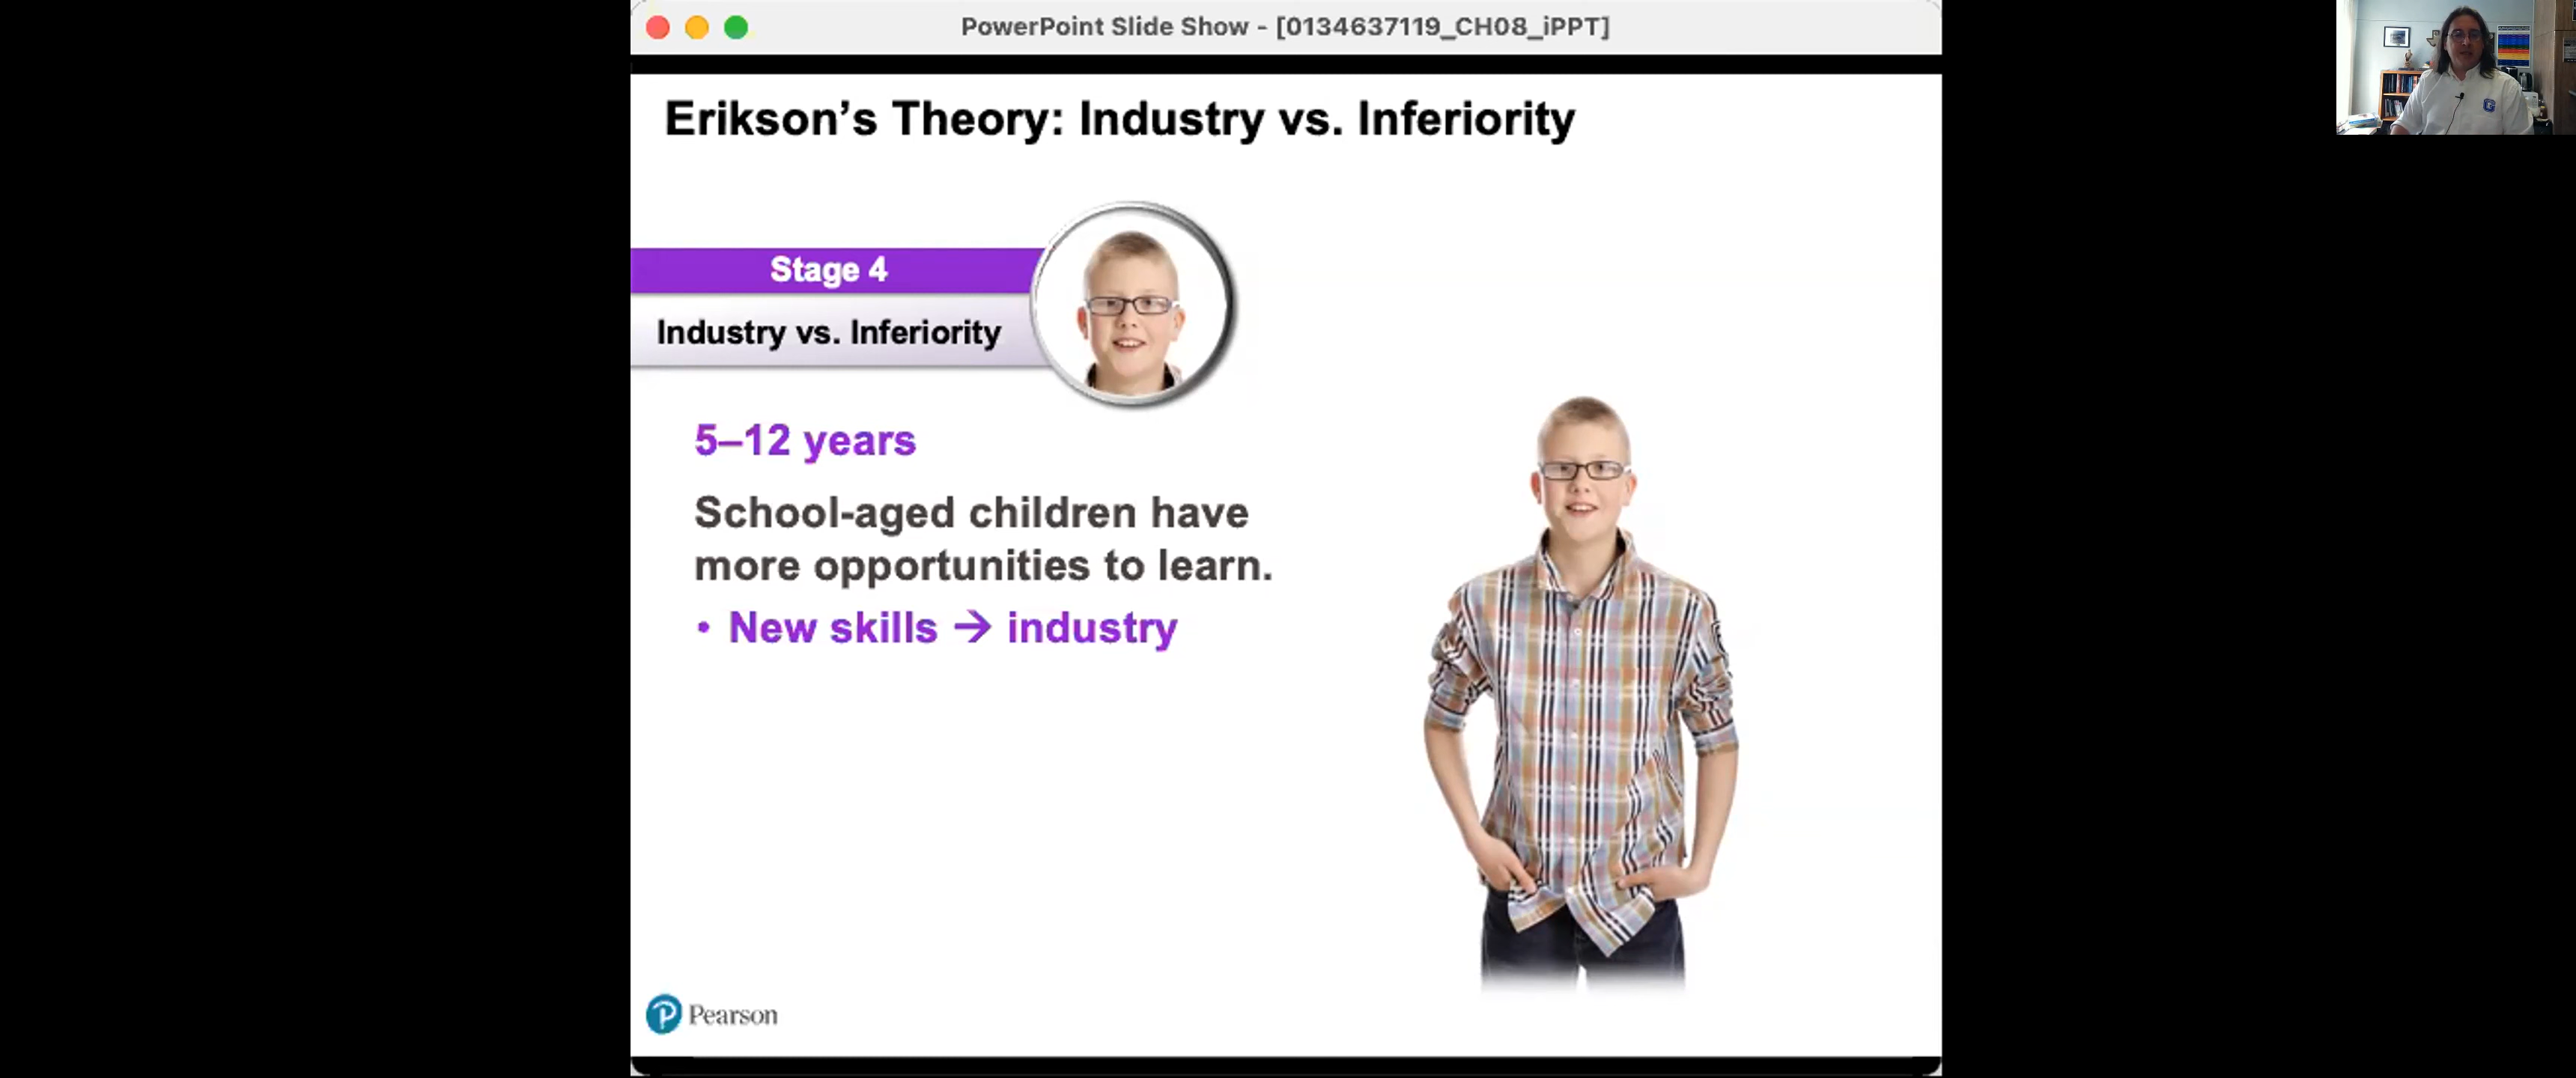 PowerPoint Slide Show - [0134637119_CH08_iPPT]
Erikson’s Theory: Industry vs. Inferiority
Stage 4
Industry vs. Inferiority
5–12 years
School-aged children have
more opportunities to learn.
• New skills → industry
Pearson